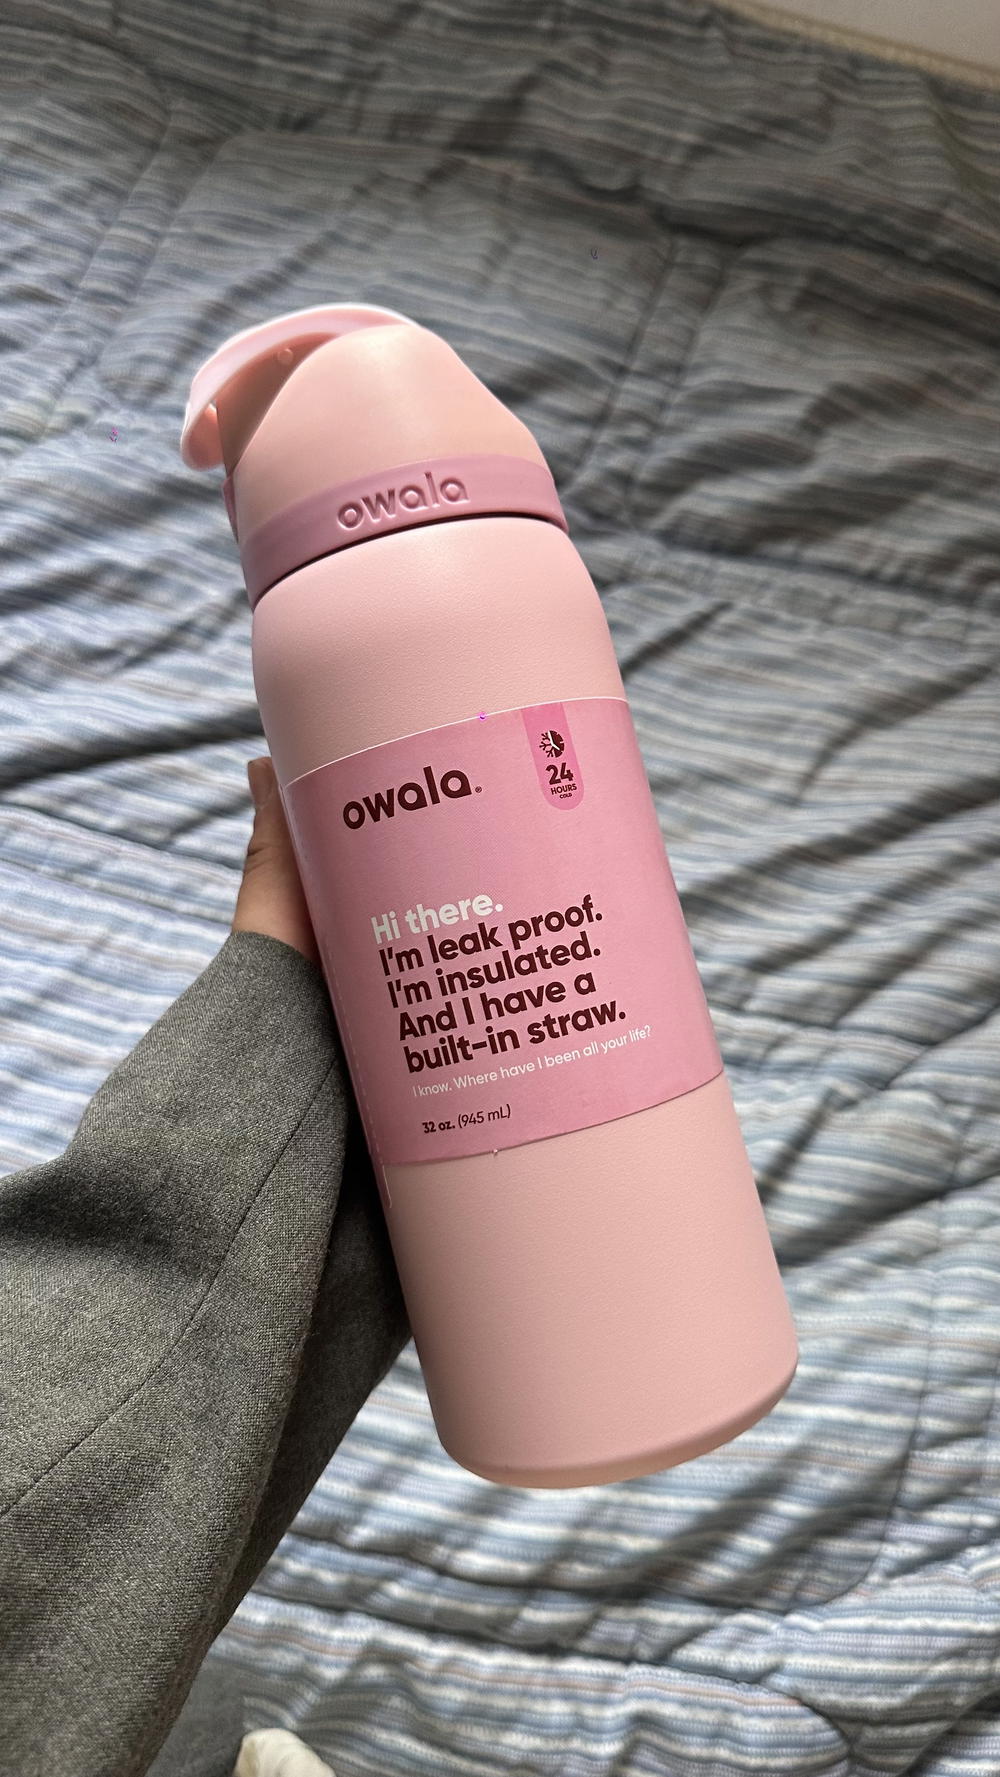 owala
owala®
24
HOURS
COLD
Hi there.
I'm leak proof.
I'm insulated.
And I have a
built-in straw.
I know. Where have I been all your life?
32 oz. (945 mL)